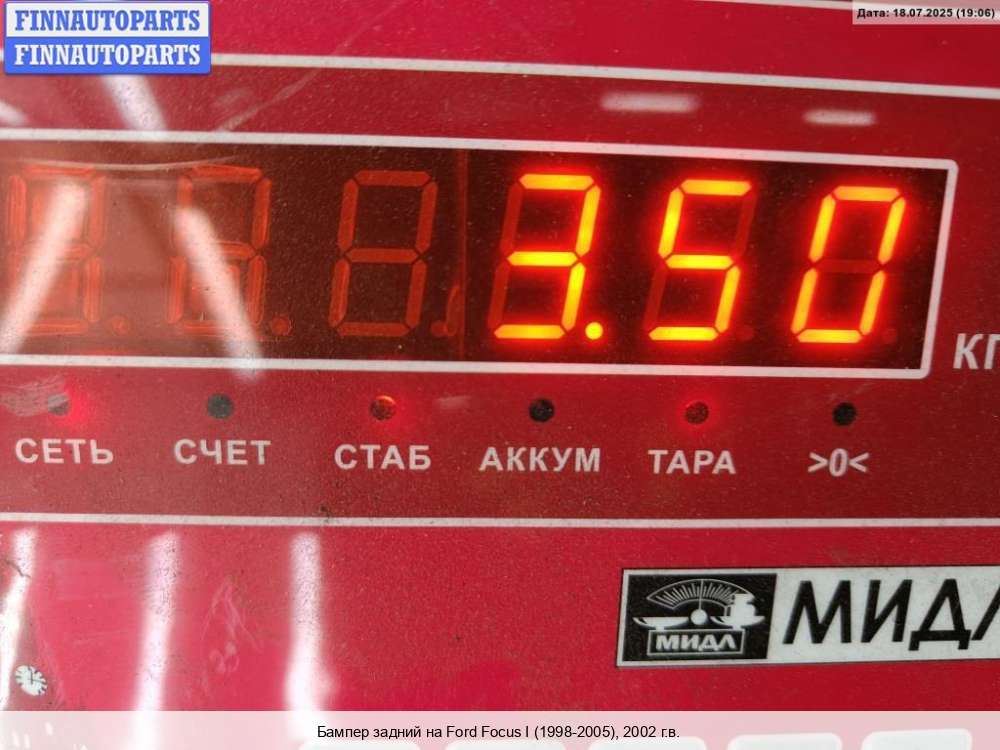 FINNAUTOPARTS
FINNAUTOPARTS
Дата: 18.07.2025 (19:06)
3.50
КГ
СЕТЬ СЧЕТ СТАБ АККУМ ТАРА >0<
МИДЛ МИДЛ
Бампер задний на Ford Focus I (1998-2005), 2002 г.в.